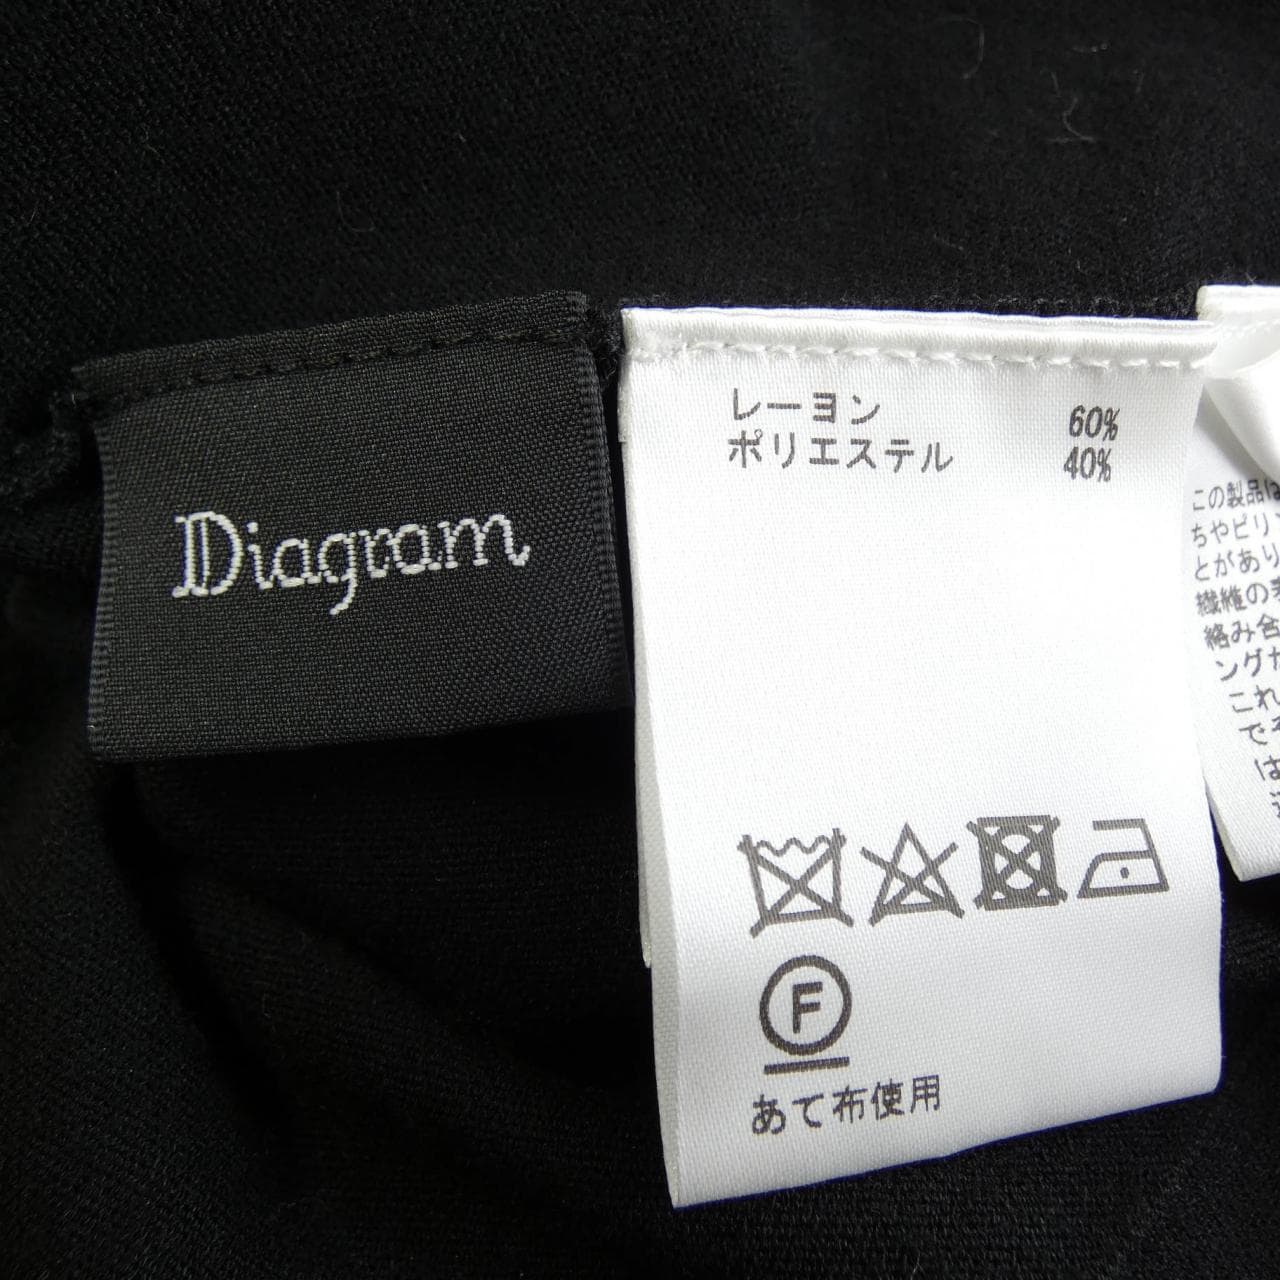 Diagram
レーヨン 60%
ポリエステル 40%
F
あて布使用
この製品は
ちやピリ
とがあり
繊維の表
絡み合
ングカ
これ
でそ
は